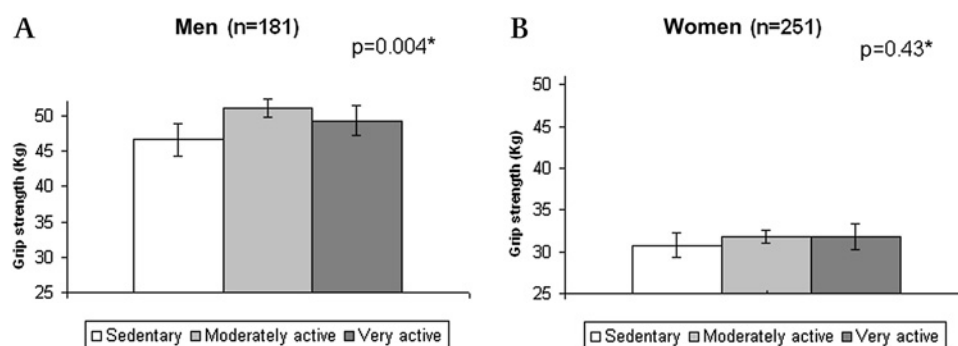 A
Men (n=181)
p=0.004*
Grip strength (Kg)
50
45
40
35
30
25
Sedentary Moderately active Very active
B
Women (n=251)
p=0.43*
Grip strength (Kg)
50
45
40
35
30
25
Sedentary Moderately active Very active